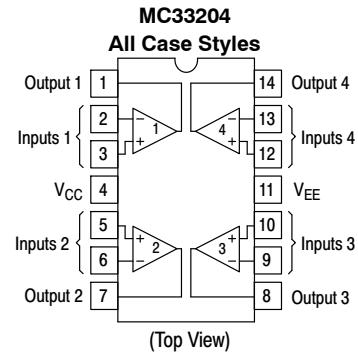 MC33204
All Case Styles
Output 1 1 14 Output 4
2 − − 13
Inputs 1 1 4 Inputs 4
3 + + 12
VCC 4 11 VEE
5 + + 10
Inputs 2 2 3 Inputs 3
6 − − 9
Output 2 7 8 Output 3
(Top View)